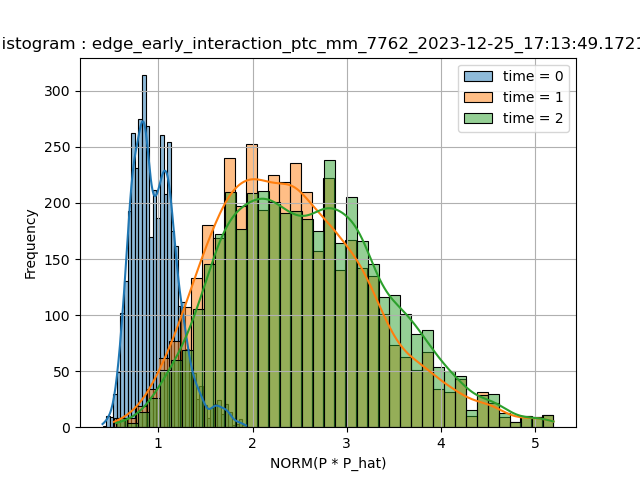 istogram : edge_early_interaction_ptc_mm_7762_2023-12-25_17:13:49.1721
time = 0
time = 1
time = 2
300
250
200
150
100
50
0
Frequency
1 2 3 4 5
NORM(P * P_hat)